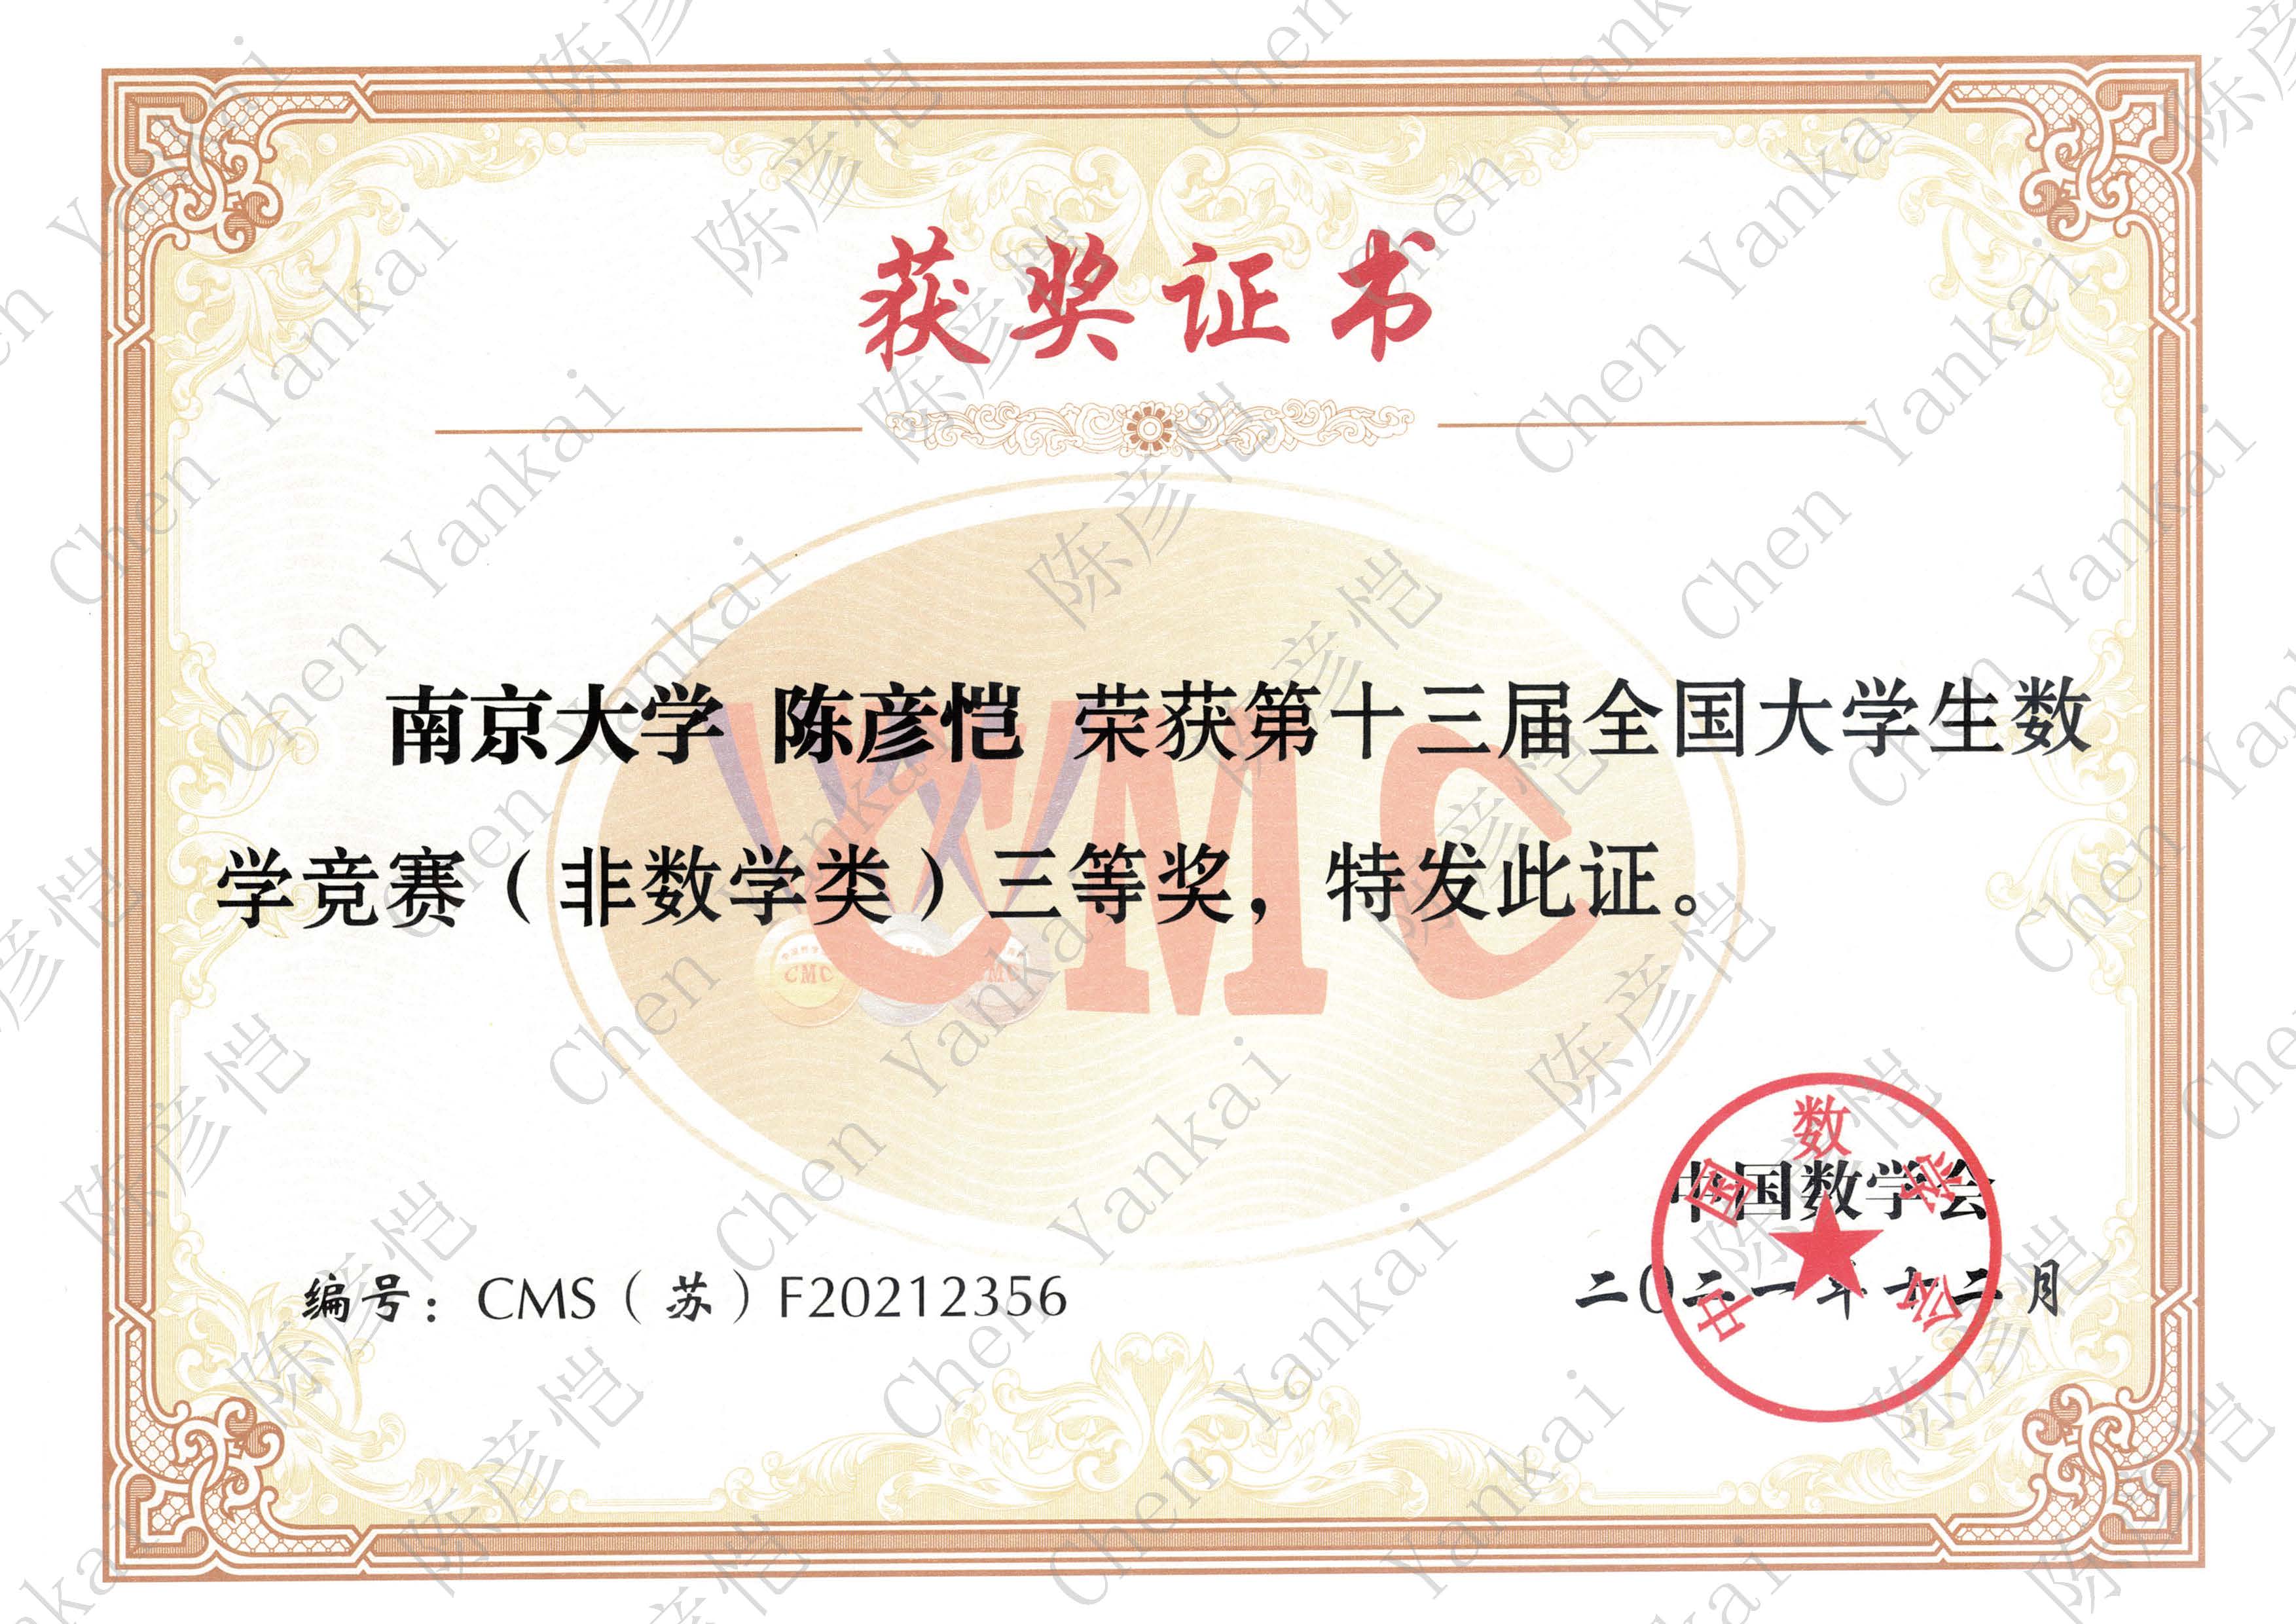 获奖证书
南京大学 陈彦恺 荣获第十三届全国大学生数
学竞赛（非数学类）三等奖，特发此证。
CMC
中国数学会
二〇二一年十二月
编号：CMS（苏）F20212356
中国数学会
陈彦恺
Chen Yankai